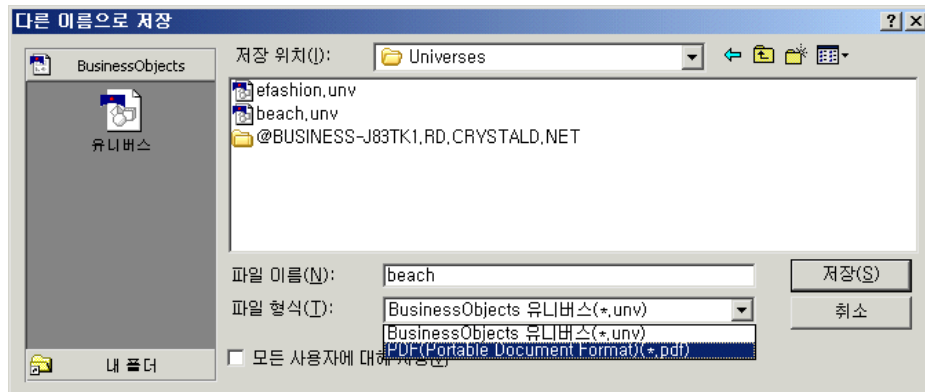 다른 이름으로 저장
BusinessObjects
저장 위치(I):
Universes
유니버스
efashion,unv
beach,unv
@BUSINESS-J83TK1,RD,CRYSTALD,NET
파일 이름(N):
beach
저장(S)
파일 형식(T):
BusinessObjects 유니버스(*,unv)
취소
BusinessObjects 유니버스(*,unv)
PDF(Portable Document Format)(*,pdf)
내 폴더
모든 사용자에 대해